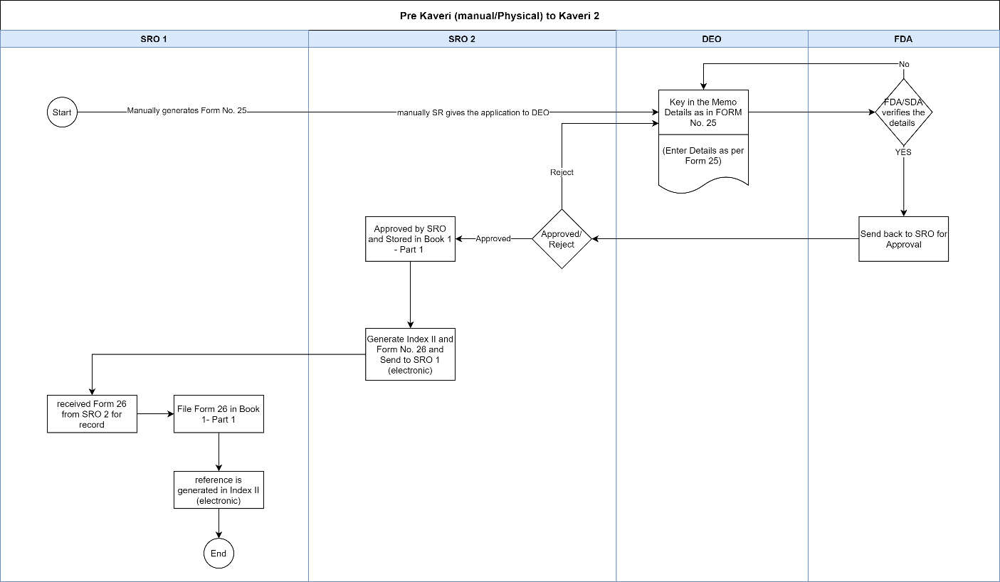 Pre Kaveri (manual/Physical) to Kaveri 2
SRO 1
SRO 2
DEO
FDA
No
Start
Manually generates Form No. 25
manually SR gives the application to DEO
Key in the Memo
Details as in FORM
No. 25
FDA/SDA
verifies the
details
(Enter Details as per
Form 25)
YES
Reject
Approved by SRO
and Stored in Book 1
- Part 1
Approved
Approved/
Reject
Send back to SRO for
Approval
Generate Index II and
Form No. 26 and
Send to SRO 1
(electronic)
received Form 26
from SRO 2 for
record
File Form 26 in Book
1- Part 1
reference is
generated in Index II
(electronic)
End